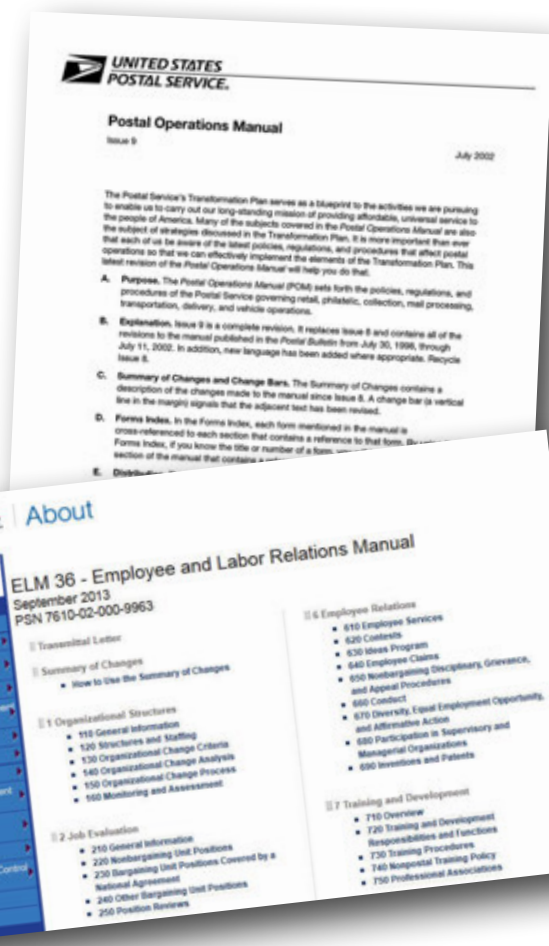 UNITED STATES
POSTAL SERVICE®
Postal Operations Manual
Issue 9
July 2002
The Postal Service's Transformation Plan serves as a blueprint to the activities we are pursuing
to enable us to carry out our long-standing mission of providing affordable, universal service to
the people of America. Many of the subjects covered in the Postal Operations Manual are also
the subject of strategies discussed in the Transformation Plan. It is more important than ever
that each of us be aware of the latest policies, regulations, and procedures that affect postal
operations so that we can effectively implement the elements of the Transformation Plan. This
latest revision of the Postal Operations Manual will help you do that.
A. Purpose. The Postal Operations Manual (POM) sets forth the policies, regulations, and
procedures of the Postal Service governing retail, philatelic, collection, mail processing,
transportation, delivery, and vehicle operations.
B. Explanation. Issue 9 is a complete revision. It replaces Issue 8 and contains all of the
revisions to the manual published in the Postal Bulletin from July 30, 1998, through
July 11, 2002. In addition, new language has been added where appropriate. Recycle
Issue 8.
C. Summary of Changes and Change Bars. The Summary of Changes contains a
description of the changes made to the manual since Issue 8. A change bar (a vertical
line in the margin) signals that the adjacent text has been revised.
D. Forms Index. In the Forms Index, each form mentioned in the manual is
cross-referenced to each section that contains a reference to that form. By
Forms Index, if you know the title or number of a form,
section of the manual that contains a
E.
About
ELM 36 - Employee and Labor Relations Manual
September 2013
PSN 7610-02-000-9963
Transmittal Letter
Summary of Changes
How to Use the Summary of Changes
1 Organizational Structures
110 General Information
120 Structures and Staffing
130 Organizational Change Criteria
140 Organizational Change Analysis
150 Organizational Change Process
160 Monitoring and Assessment
2 Job Evaluation
210 General Information
220 Nonbargaining Unit Positions
230 Bargaining Unit Positions Covered by a
National Agreement
240 Other Bargaining Unit Positions
250 Position Reviews
6 Employee Relations
610 Employee Services
620 Contests
630 Ideas Program
640 Employee Claims
650 Nonbargaining Disciplinary, Grievance,
and Appeal Procedures
660 Conduct
670 Diversity, Equal Employment Opportunity,
and Affirmative Action
680 Participation in Supervisory and
Managerial Organizations
690 Inventions and Patents
7 Training and Development
710 Overview
720 Training and Development
Responsibilities and Functions
730 Training Procedures
740 Nonpostal Training Policy
750 Professional Associations
Control